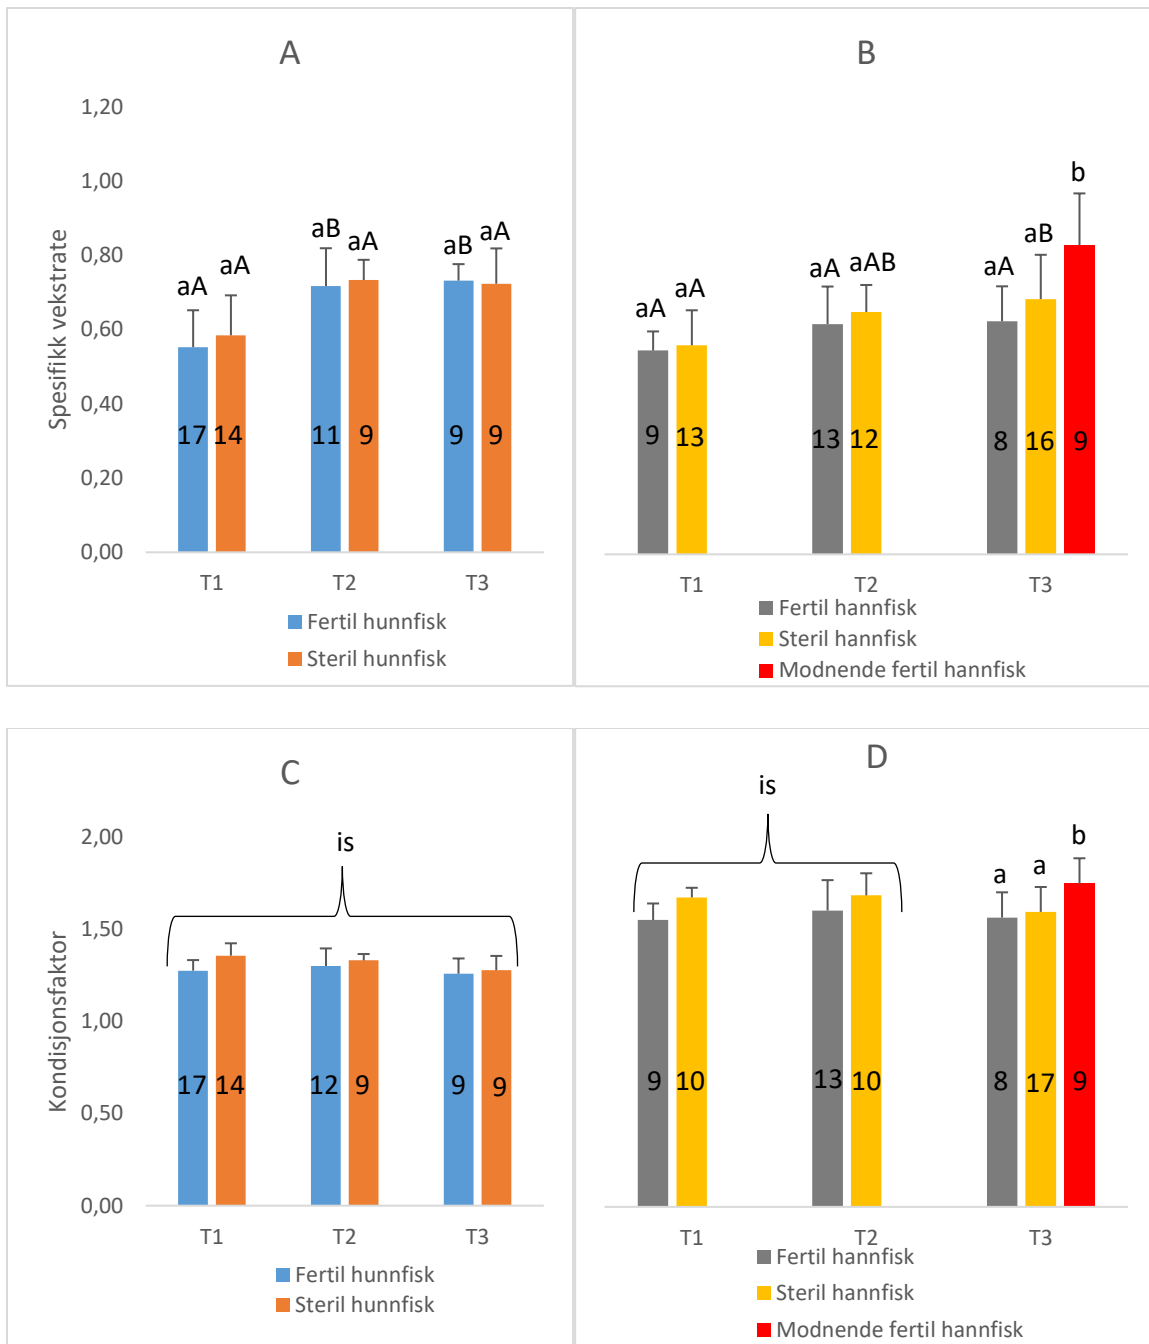 A
Spesifikk vekstrate
1,20
1,00
0,80
0,60
0,40
0,20
0,00
aA aA aB aA aB aA
17 14 11 9 9 9
T1 T2 T3
Fertil hunnfisk
Steril hunnfisk
B
aA aA aA aAB aA aB b
9 13 13 12 8 16 9
T1 T2 T3
Fertil hannfisk
Steril hannfisk
Modnende fertil hannfisk
C
Kondisjonsfaktor
2,00
1,50
1,00
0,50
0,00
is
17 14 12 9 9 9
T1 T2 T3
Fertil hunnfisk
Steril hunnfisk
D
is
a a b
9 10 13 10 8 17 9
T1 T2 T3
Fertil hannfisk
Steril hannfisk
Modnende fertil hannfisk